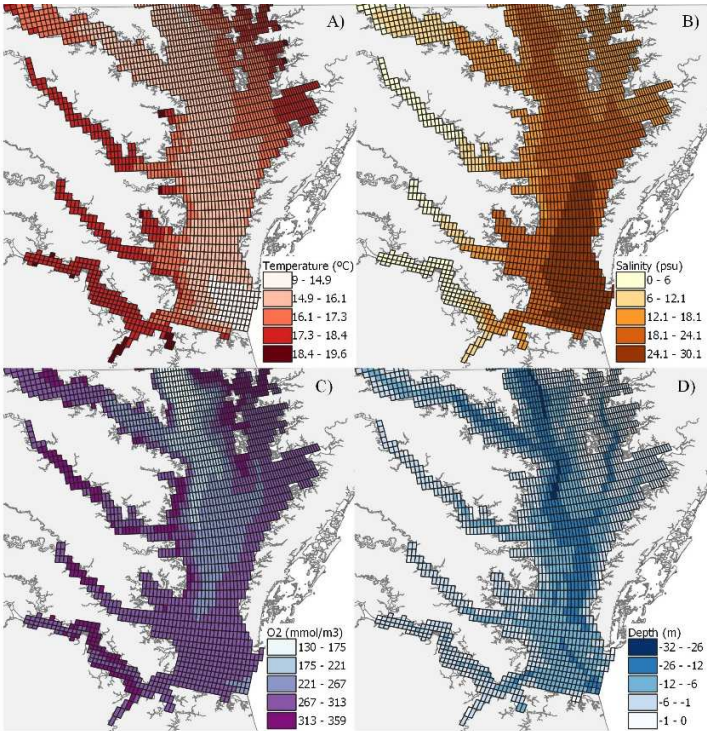 A)
Temperature (ºC)
9 - 14.9
14.9 - 16.1
16.1 - 17.3
17.3 - 18.4
18.4 - 19.6
B)
Salinity (psu)
0 - 6
6 - 12.1
12.1 - 18.1
18.1 - 24.1
24.1 - 30.1
C)
O2 (mmol/m3)
130 - 175
175 - 221
221 - 267
267 - 313
313 - 359
D)
Depth (m)
-32 - -26
-26 - -12
-12 - -6
-6 - -1
-1 - 0